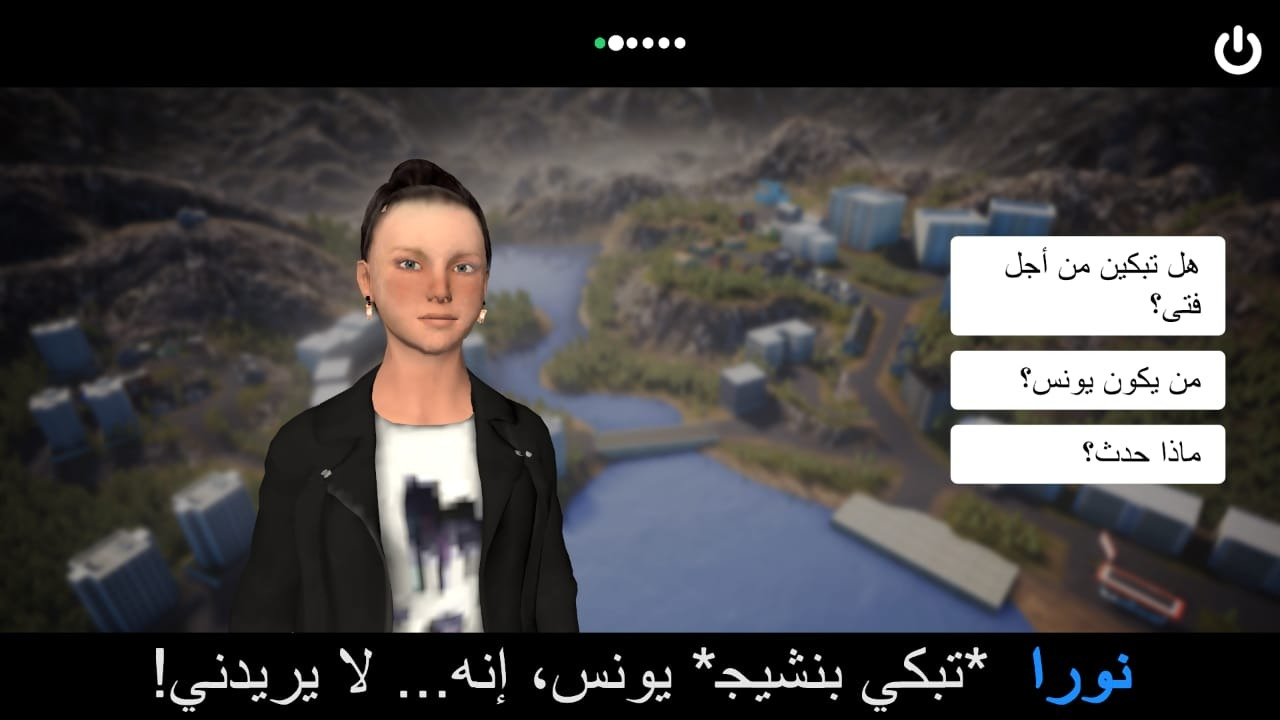 هل تبكين من أجل
فتى؟
من يكون يونس؟
ماذا حدث؟
نورا *تبكي بنشيج* يونس، إنه... لا يريدني!